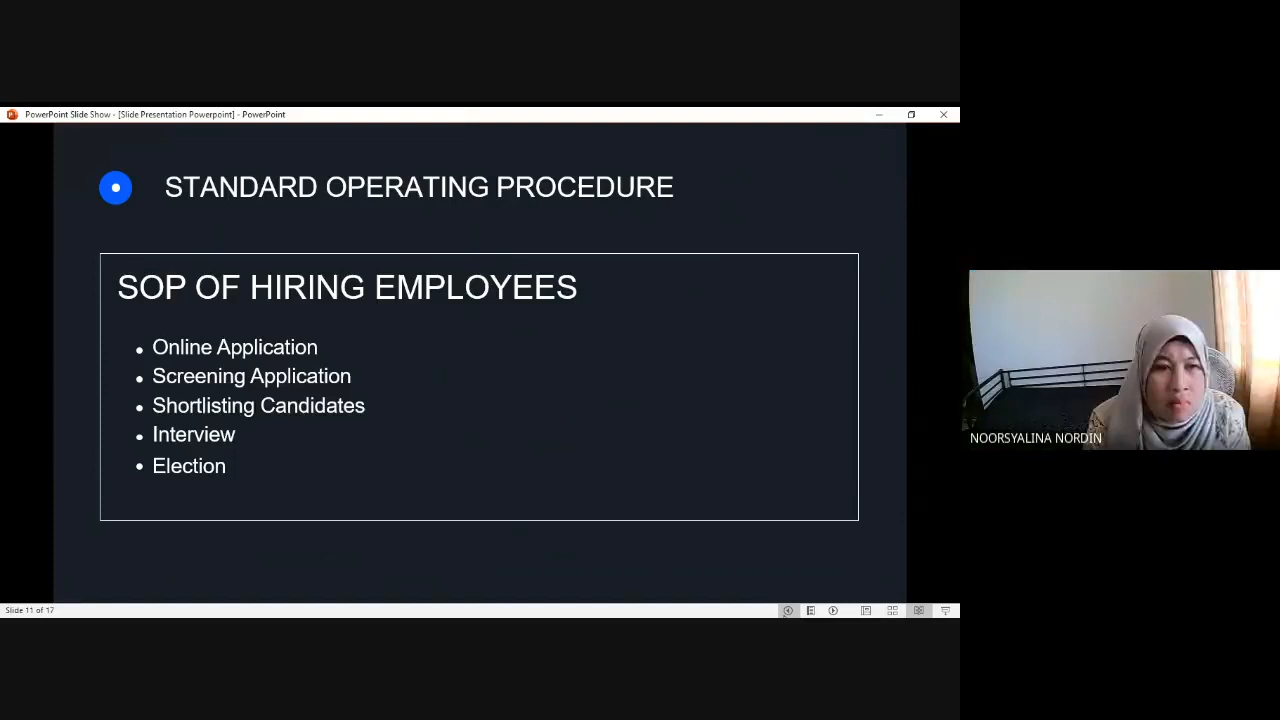 PowerPoint Slide Show - [Slide Presentation Powerpoint] - PowerPoint
STANDARD OPERATING PROCEDURE
SOP OF HIRING EMPLOYEES
• Online Application
• Screening Application
• Shortlisting Candidates
• Interview
• Election
NOORSYALINA NORDIN
Slide 11 of 17